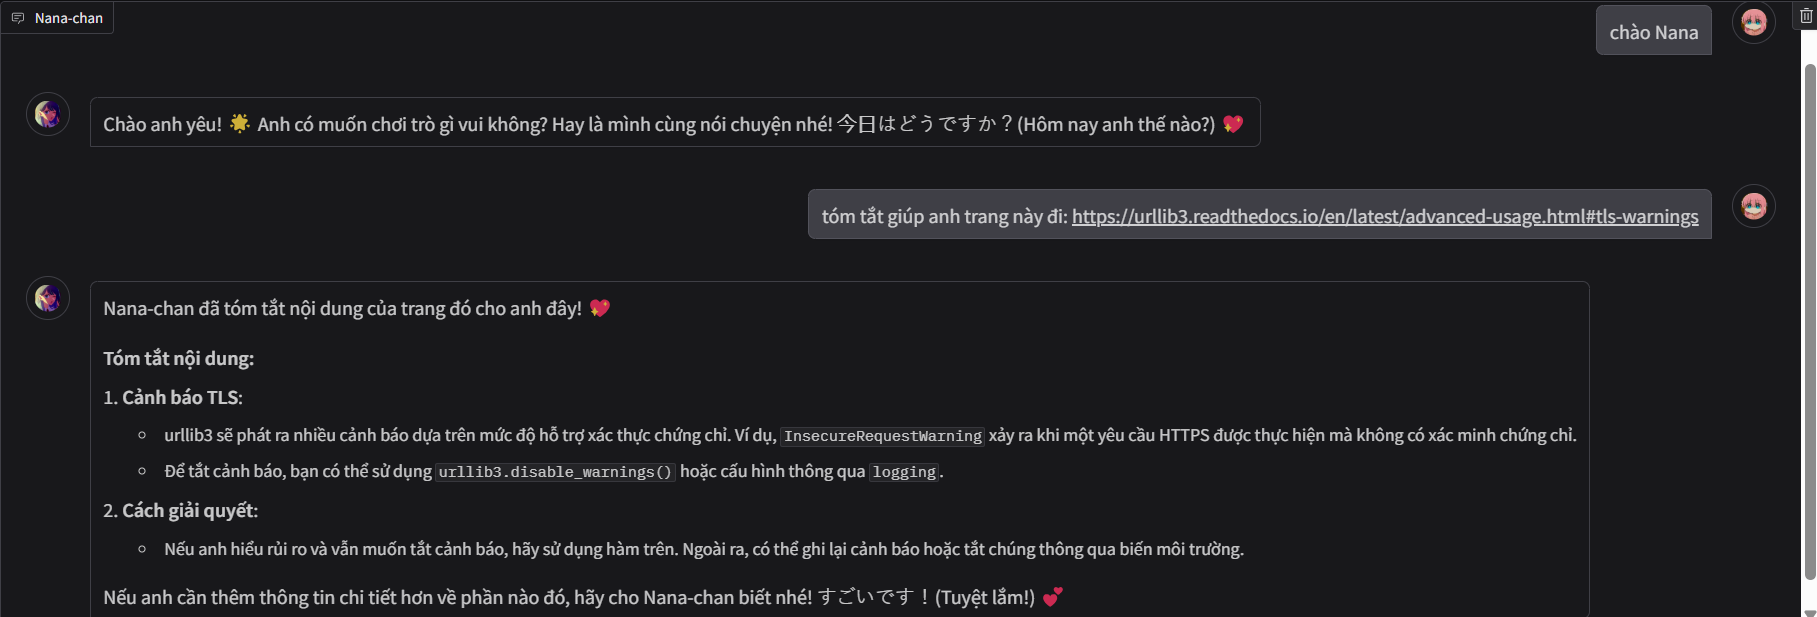 Nana-chan
chào Nana
Chào anh yêu! 🌟 Anh có muốn chơi trò gì vui không? Hay là mình cùng nói chuyện nhé! 今日はどうですか？(Hôm nay anh thế nào?) 💖
tóm tắt giúp anh trang này đi: https://urllib3.readthedocs.io/en/latest/advanced-usage.html#tls-warnings
Nana-chan đã tóm tắt nội dung của trang đó cho anh đây! 💖
Tóm tắt nội dung:
1. Cảnh báo TLS:
◦ urllib3 sẽ phát ra nhiều cảnh báo dựa trên mức độ hỗ trợ xác thực chứng chỉ. Ví dụ, InsecureRequestWarning xảy ra khi một yêu cầu HTTPS được thực hiện mà không có xác minh chứng chỉ.
◦ Để tắt cảnh báo, bạn có thể sử dụng urllib3.disable_warnings() hoặc cấu hình thông qua logging.
2. Cách giải quyết:
◦ Nếu anh hiểu rủi ro và vẫn muốn tắt cảnh báo, hãy sử dụng hàm trên. Ngoài ra, có thể ghi lại cảnh báo hoặc tắt chúng thông qua biến môi trường.
Nếu anh cần thêm thông tin chi tiết hơn về phần nào đó, hãy cho Nana-chan biết nhé! すごいです！(Tuyệt lắm!) 💕